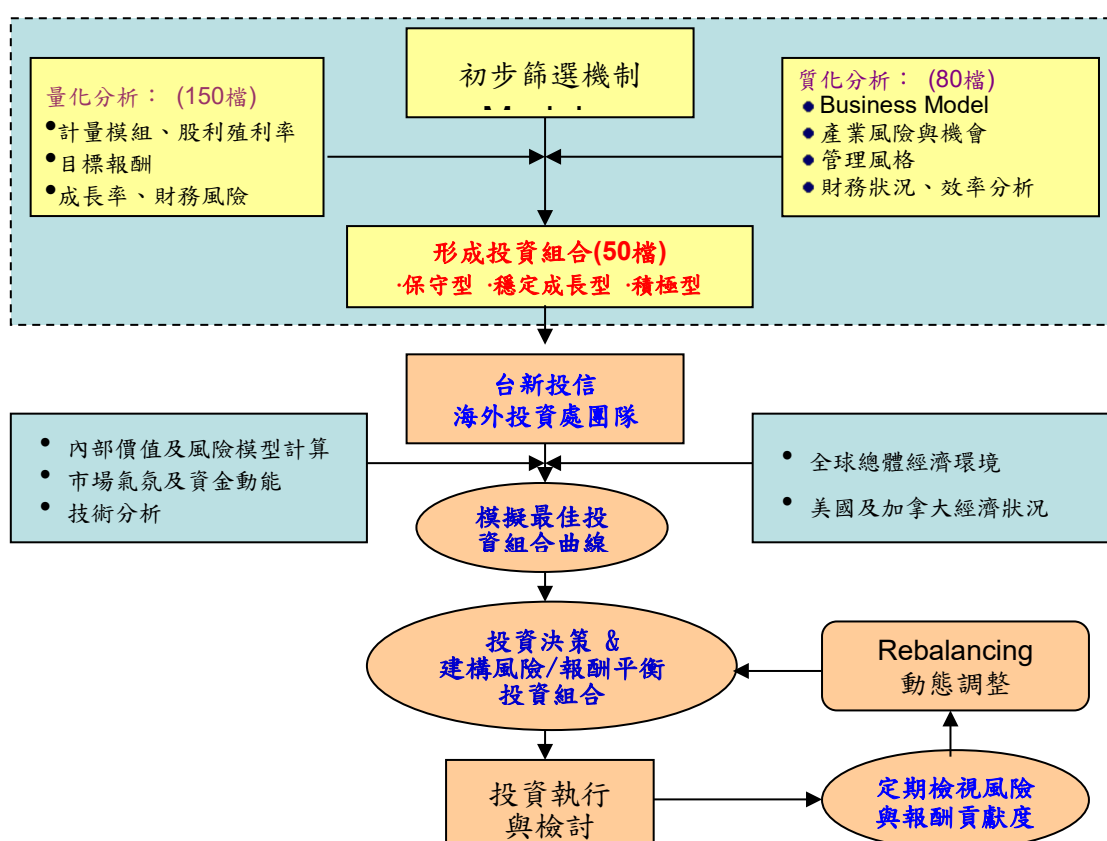 初步篩選機制
量化分析： (150檔)
•計量模組、股利殖利率
•目標報酬
•成長率、財務風險
質化分析： (80檔)
• Business Model
• 產業風險與機會
• 管理風格
• 財務狀況、效率分析
形成投資組合(50檔)
·保守型 ·穩定成長型 ·積極型
台新投信
海外投資處團隊
• 內部價值及風險模型計算
• 市場氣氛及資金動能
• 技術分析
• 全球總體經濟環境
• 美國及加拿大經濟狀況
模擬最佳投
資組合曲線
投資決策 &
建構風險/報酬平衡
投資組合
Rebalancing
動態調整
投資執行
與檢討
定期檢視風險
與報酬貢獻度